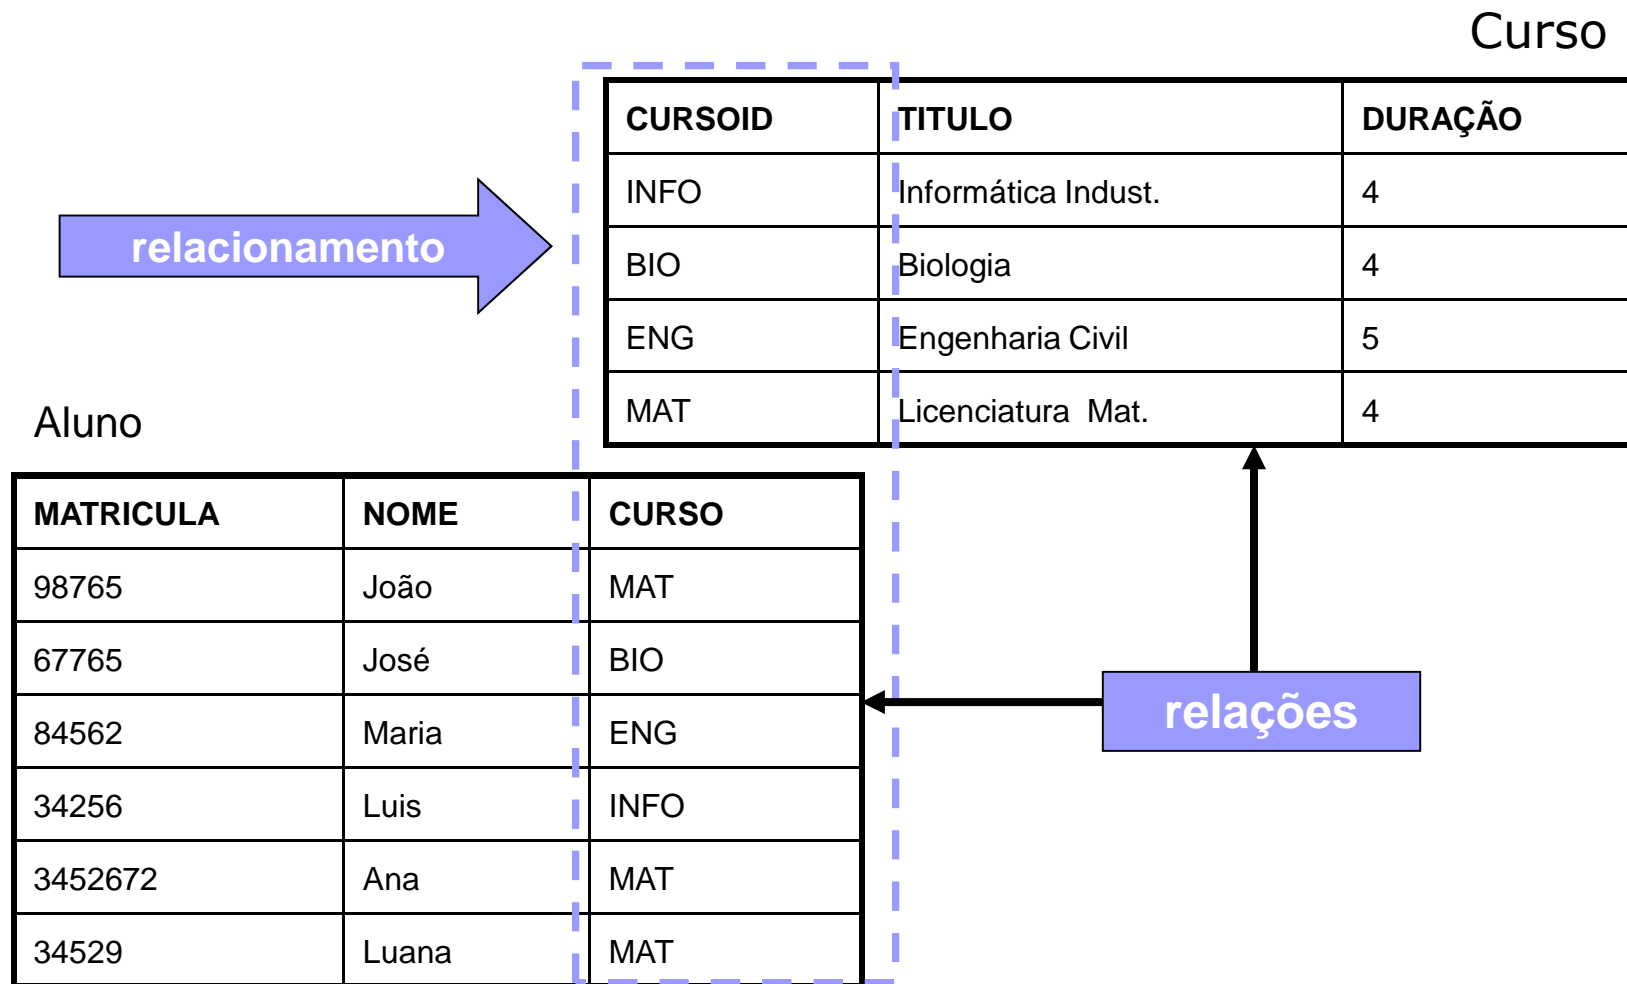 Curso
CURSOID TITULO DURAÇÃO
INFO Informática Indust. 4
BIO Biologia 4
ENG Engenharia Civil 5
MAT Licenciatura Mat. 4
relacionamento
Aluno
MATRICULA NOME CURSO
98765 João MAT
67765 José BIO
84562 Maria ENG
34256 Luis INFO
3452672 Ana MAT
34529 Luana MAT
relações